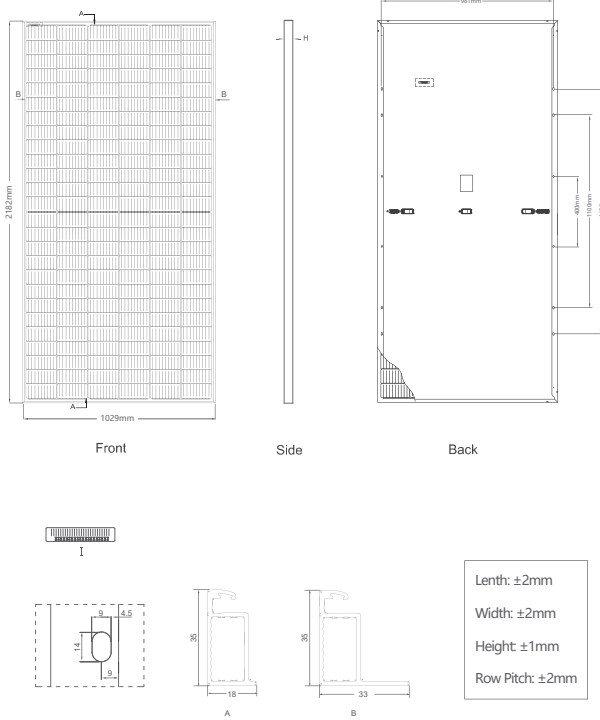 A
B
B
2182mm
A
1029mm
Front
H
Side
400mm
1100mm
Back
I
9
4.5
14
9
35
18
A
35
33
B
Lenth: ±2mm
Width: ±2mm
Height: ±1mm
Row Pitch: ±2mm